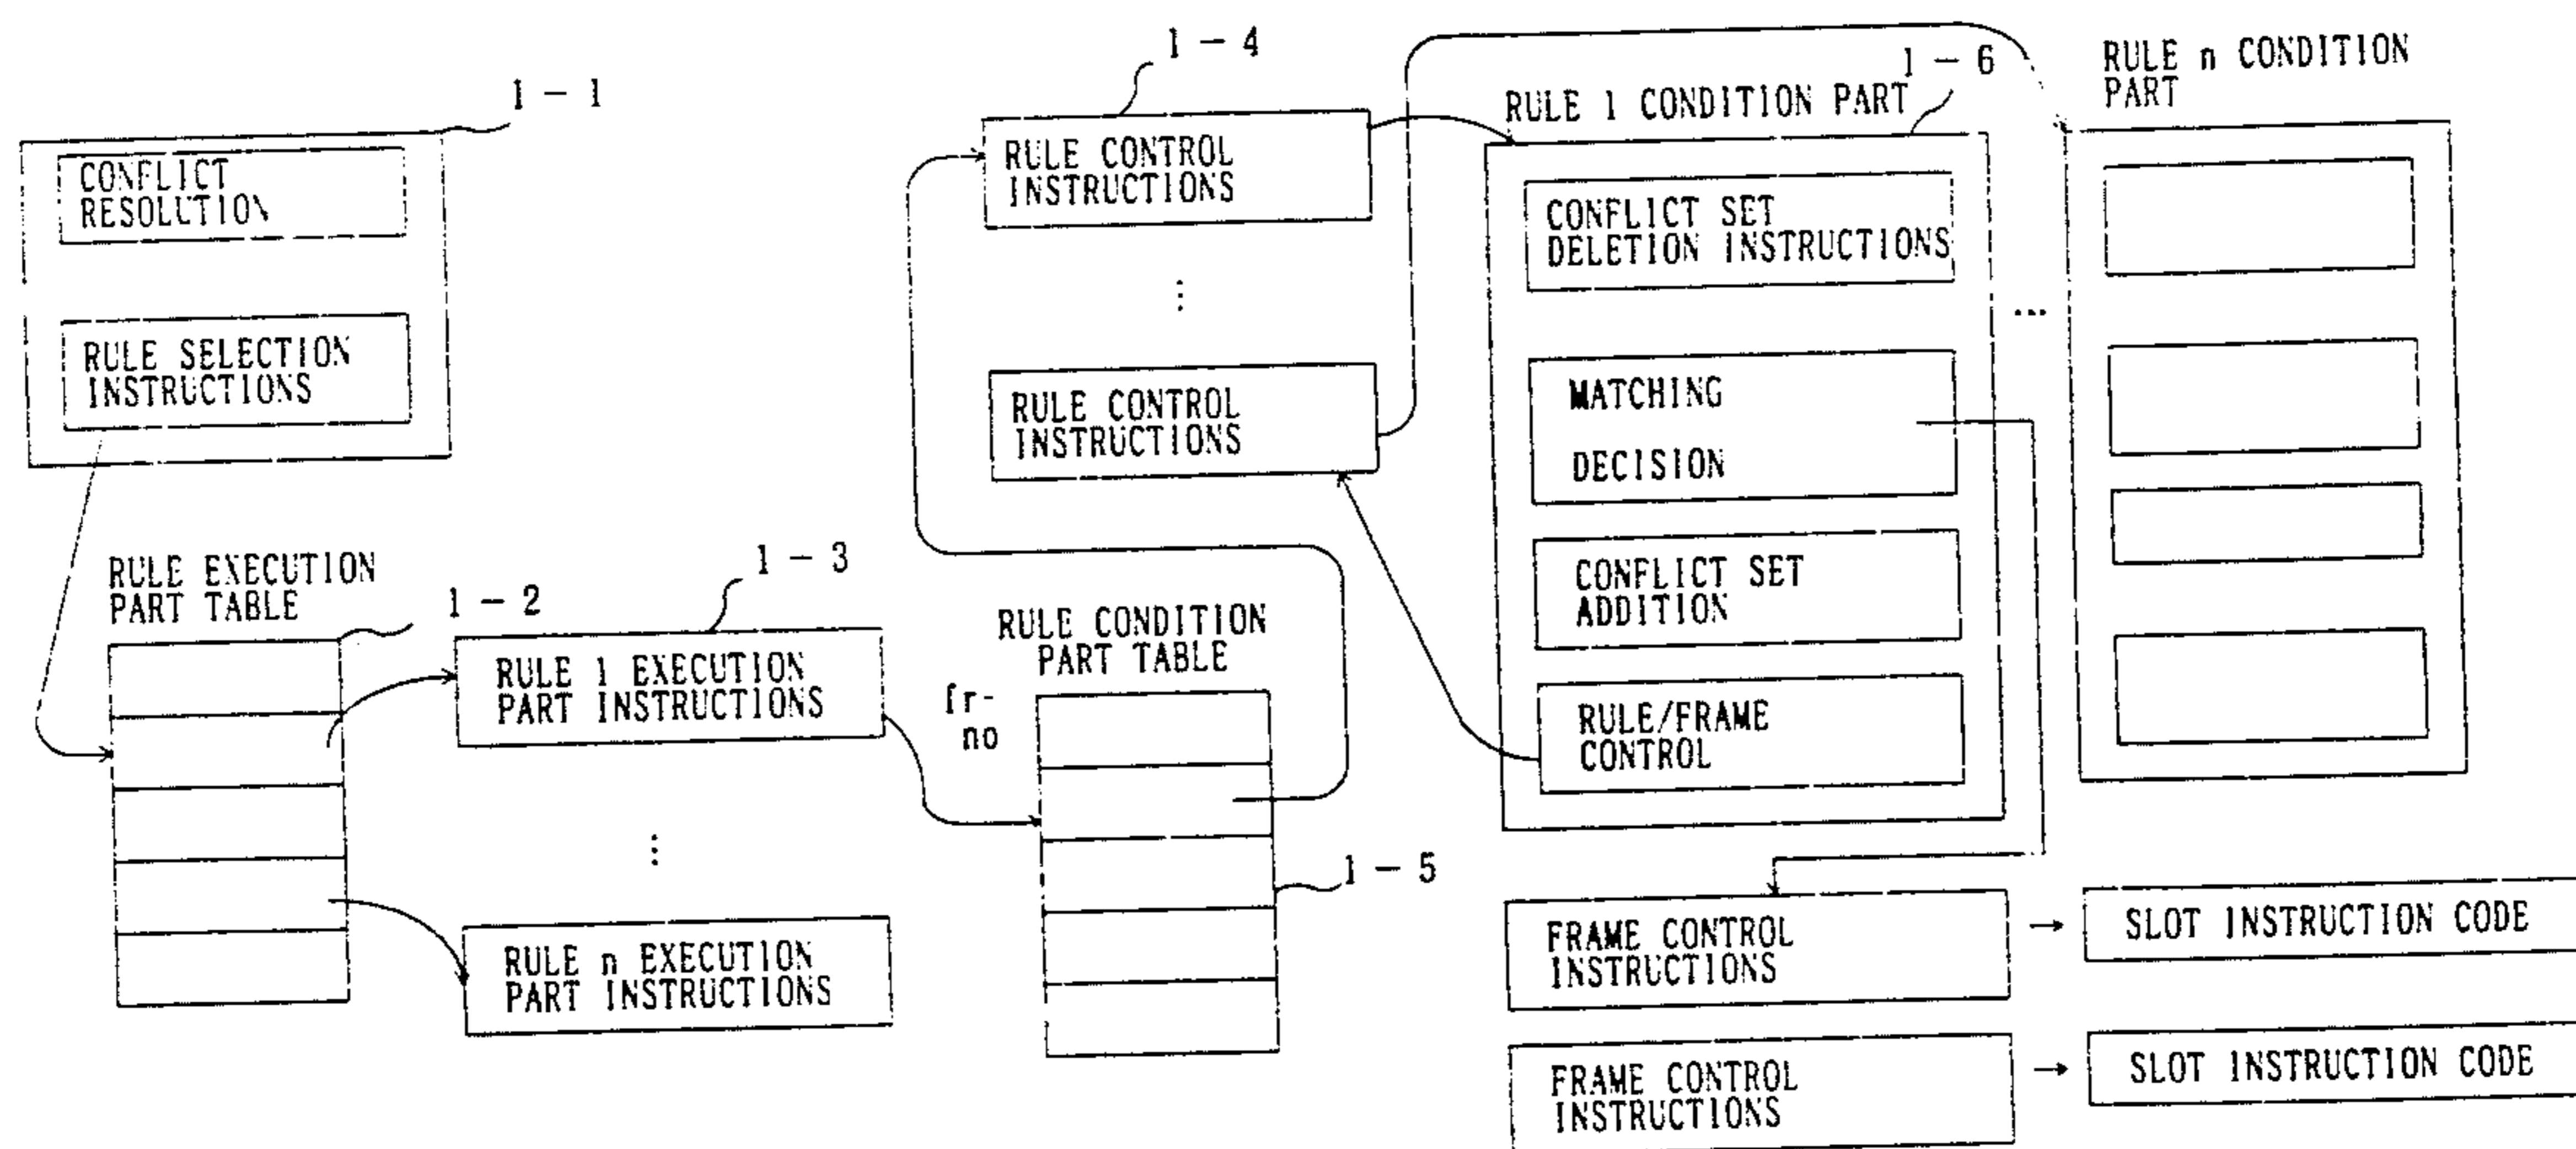 1 - 1
CONFLICT
RESOLUTION
RULE SELECTION
INSTRUCTIONS
RULE EXECUTION
PART TABLE
1 - 2
1 - 3
RULE 1 EXECUTION
PART INSTRUCTIONS
RULE n EXECUTION
PART INSTRUCTIONS
1 - 4
RULE CONTROL
INSTRUCTIONS
RULE CONTROL
INSTRUCTIONS
RULE CONDITION
PART TABLE
fr-
no
1 - 5
1 - 6
RULE 1 CONDITION PART
CONFLICT SET
DELETION INSTRUCTIONS
MATCHING
DECISION
CONFLICT SET
ADDITION
RULE/FRAME
CONTROL
...
RULE n CONDITION
PART
FRAME CONTROL
INSTRUCTIONS
SLOT INSTRUCTION CODE
FRAME CONTROL
INSTRUCTIONS
SLOT INSTRUCTION CODE